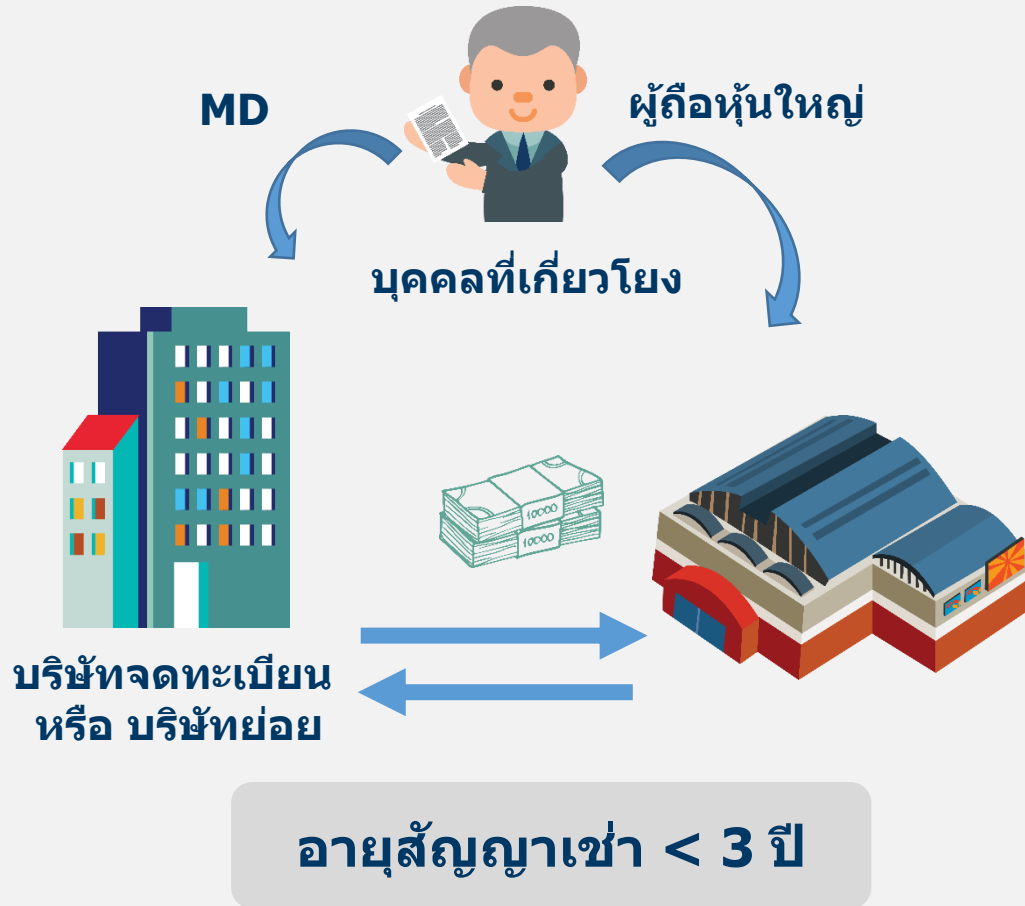 MD
ผู้ถือหุ้นใหญ่
บุคคลที่เกี่ยวโยง
10000
10000
บริษัทจดทะเบียน
หรือ บริษัทย่อย
อายุสัญญาเช่า < 3 ปี